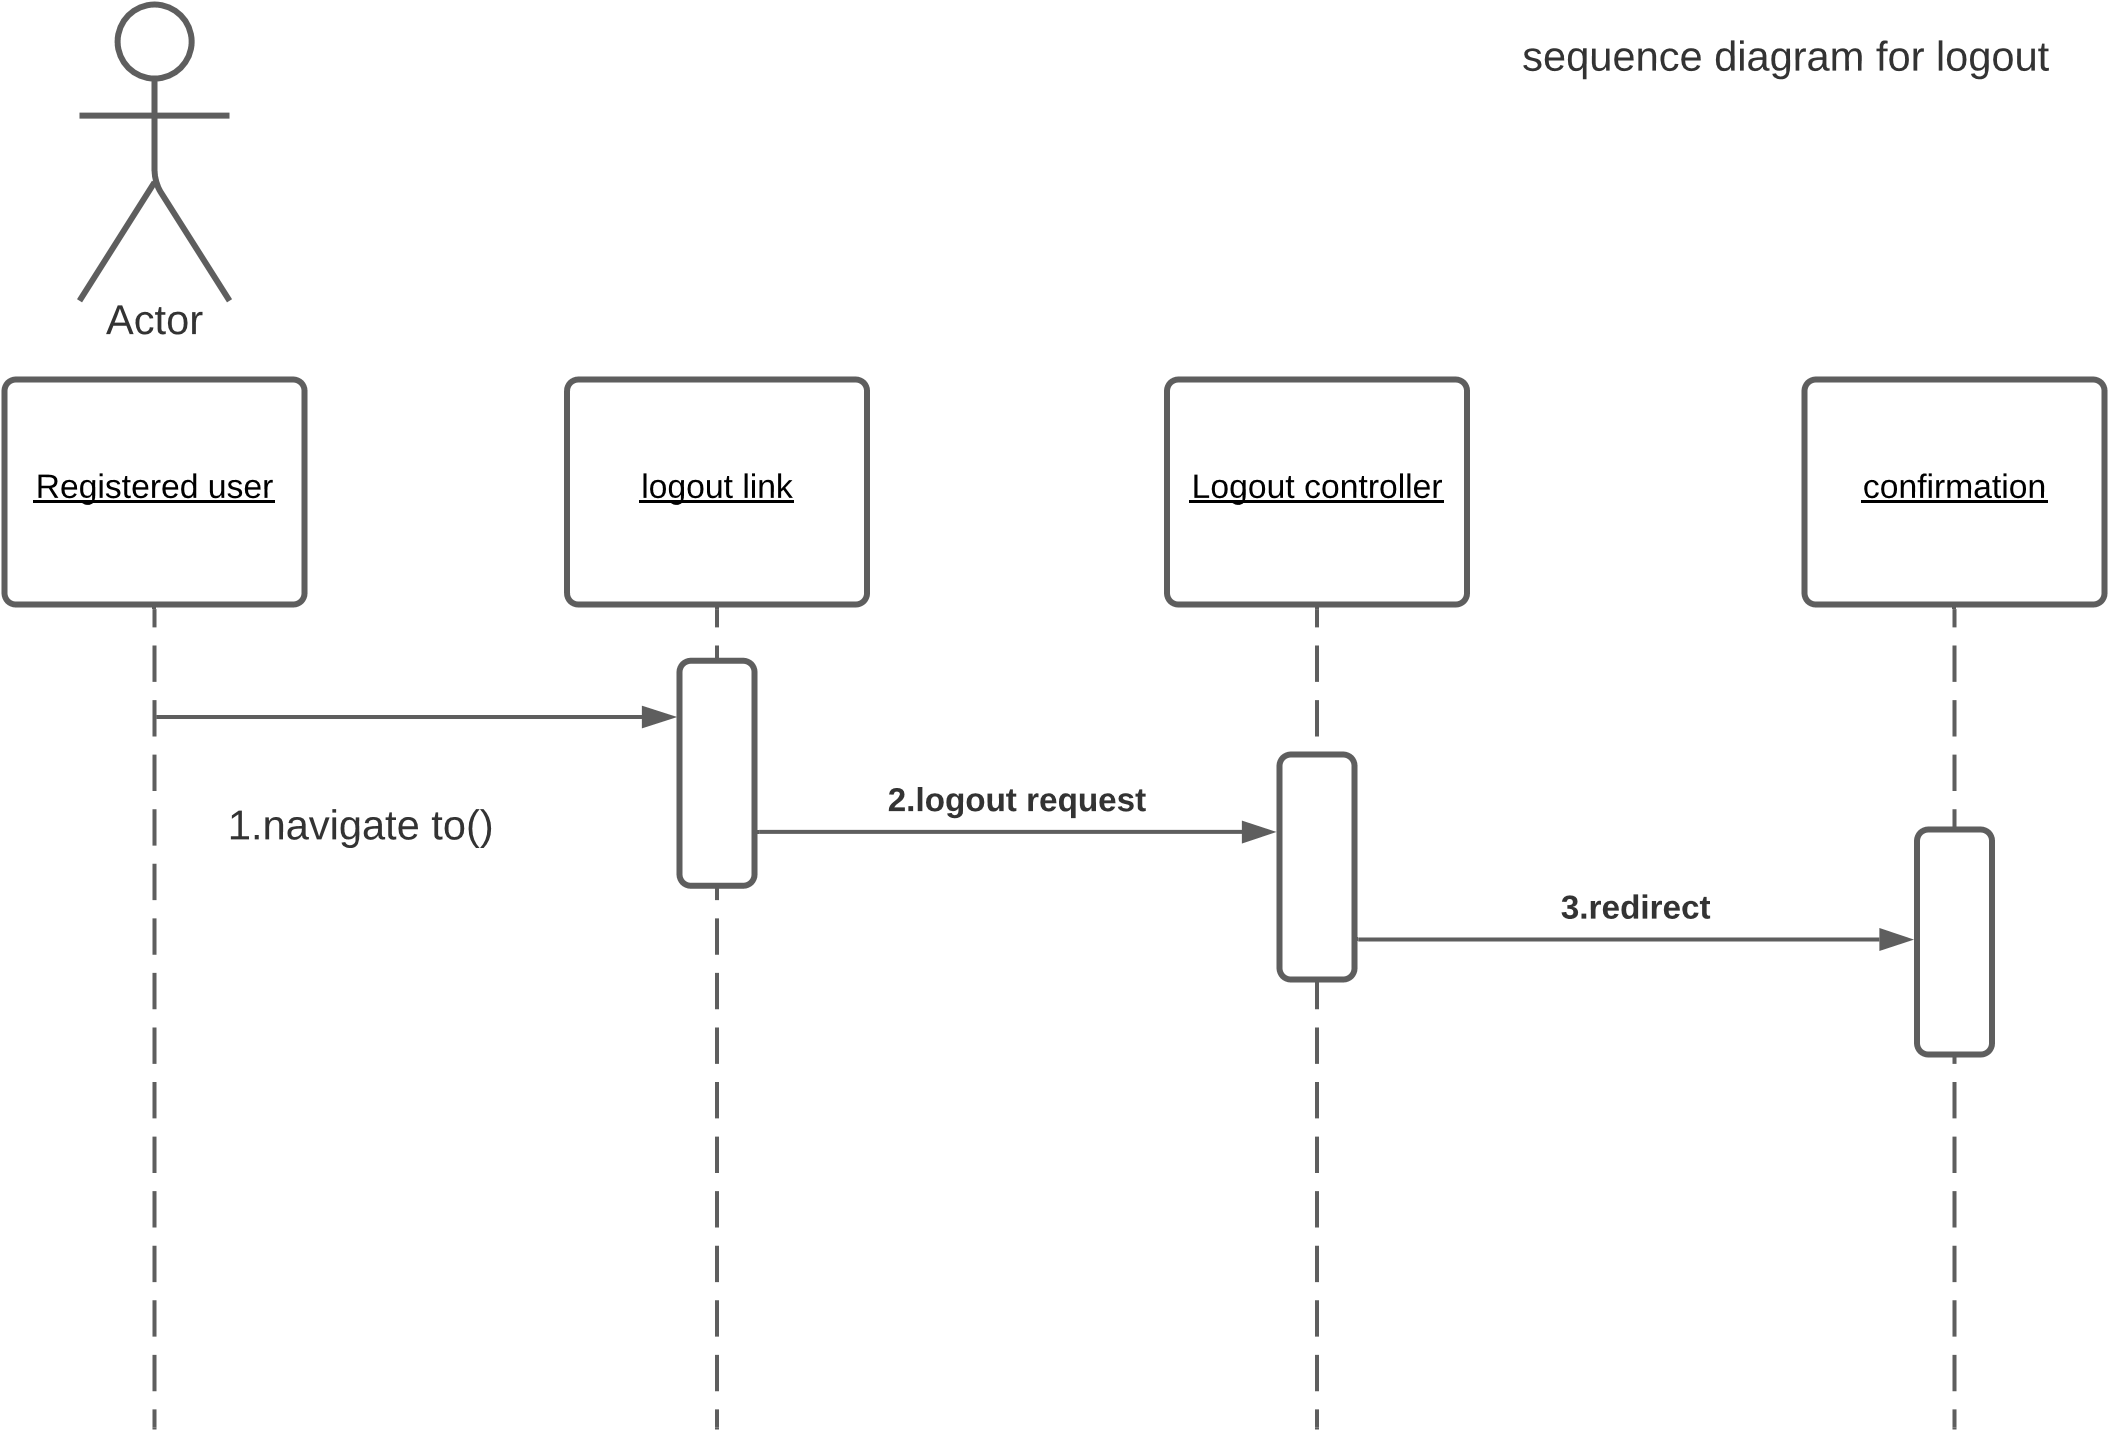 sequence diagram for logout
Actor
Registered user
logout link
Logout controller
confirmation
1.navigate to()
2.logout request
3.redirect